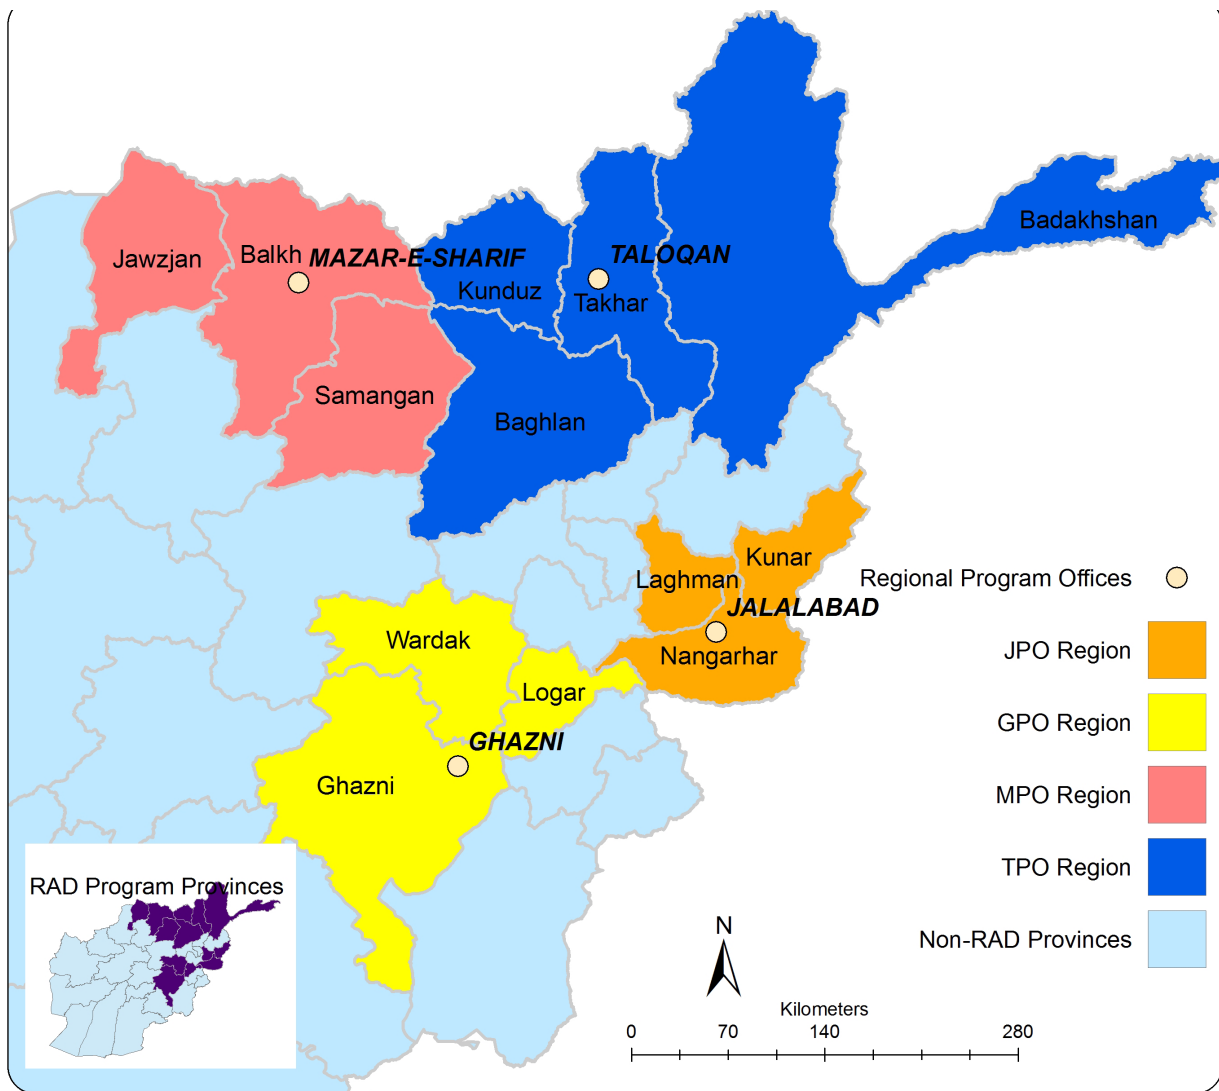 Badakhshan
Jawzjan
Balkh
MAZAR-E-SHARIF
TALOQAN
Kunduz
Takhar
Samangan
Baghlan
Kunar
Laghman
JALALABAD
Nangarhar
Wardak
Logar
GHAZNI
Ghazni
Regional Program Offices
JPO Region
GPO Region
MPO Region
TPO Region
Non-RAD Provinces
RAD Program Provinces
N
Kilometers
0 70 140 280